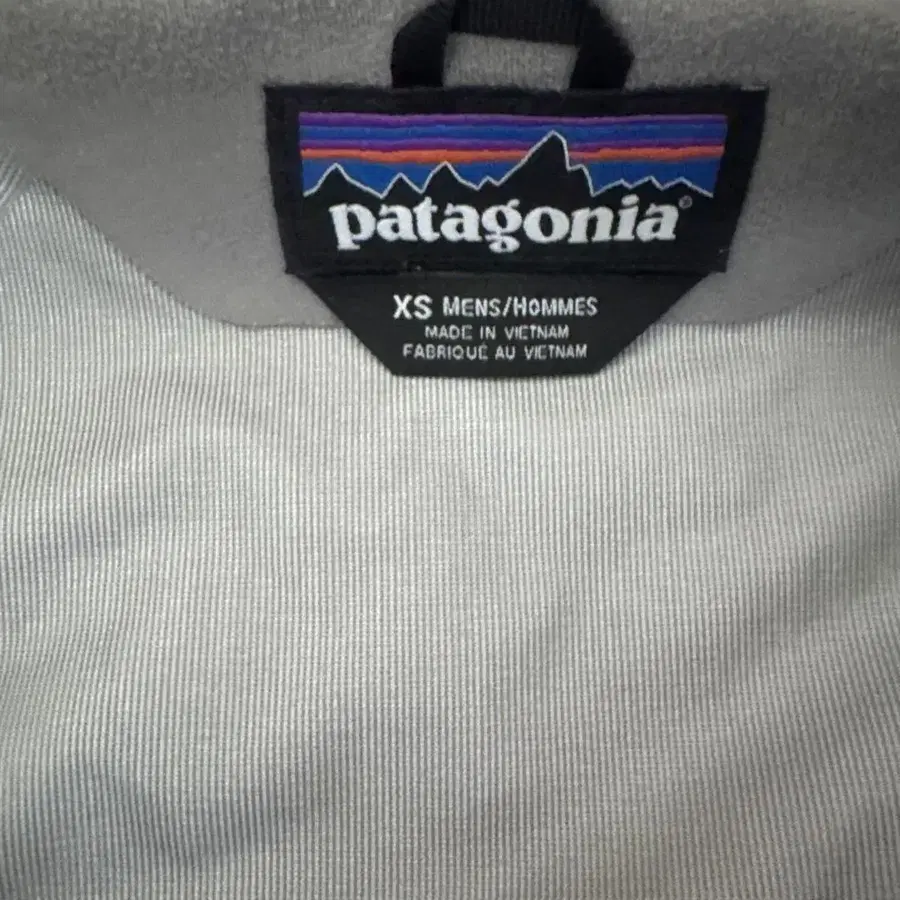 patagonia®
XS MENS/HOMMES
MADE IN VIETNAM
FABRIQUÉ AU VIETNAM